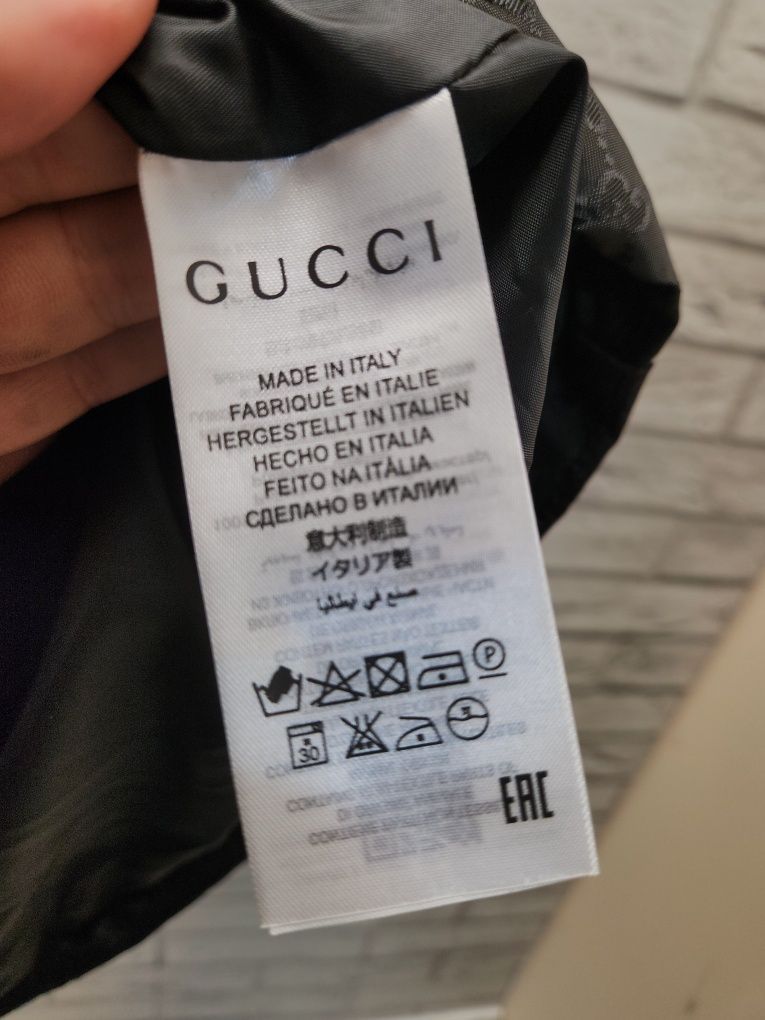 GUCCI
MADE IN ITALY
FABRIQUÉ EN ITALIE
HERGESTELLT IN ITALIEN
HECHO EN ITALIA
FEITO NA ITÀLIA
СДЕЛАНО В ИТАЛИИ
意大利制造
イタリア製
صنع في ايطاليا
P
30
EAC